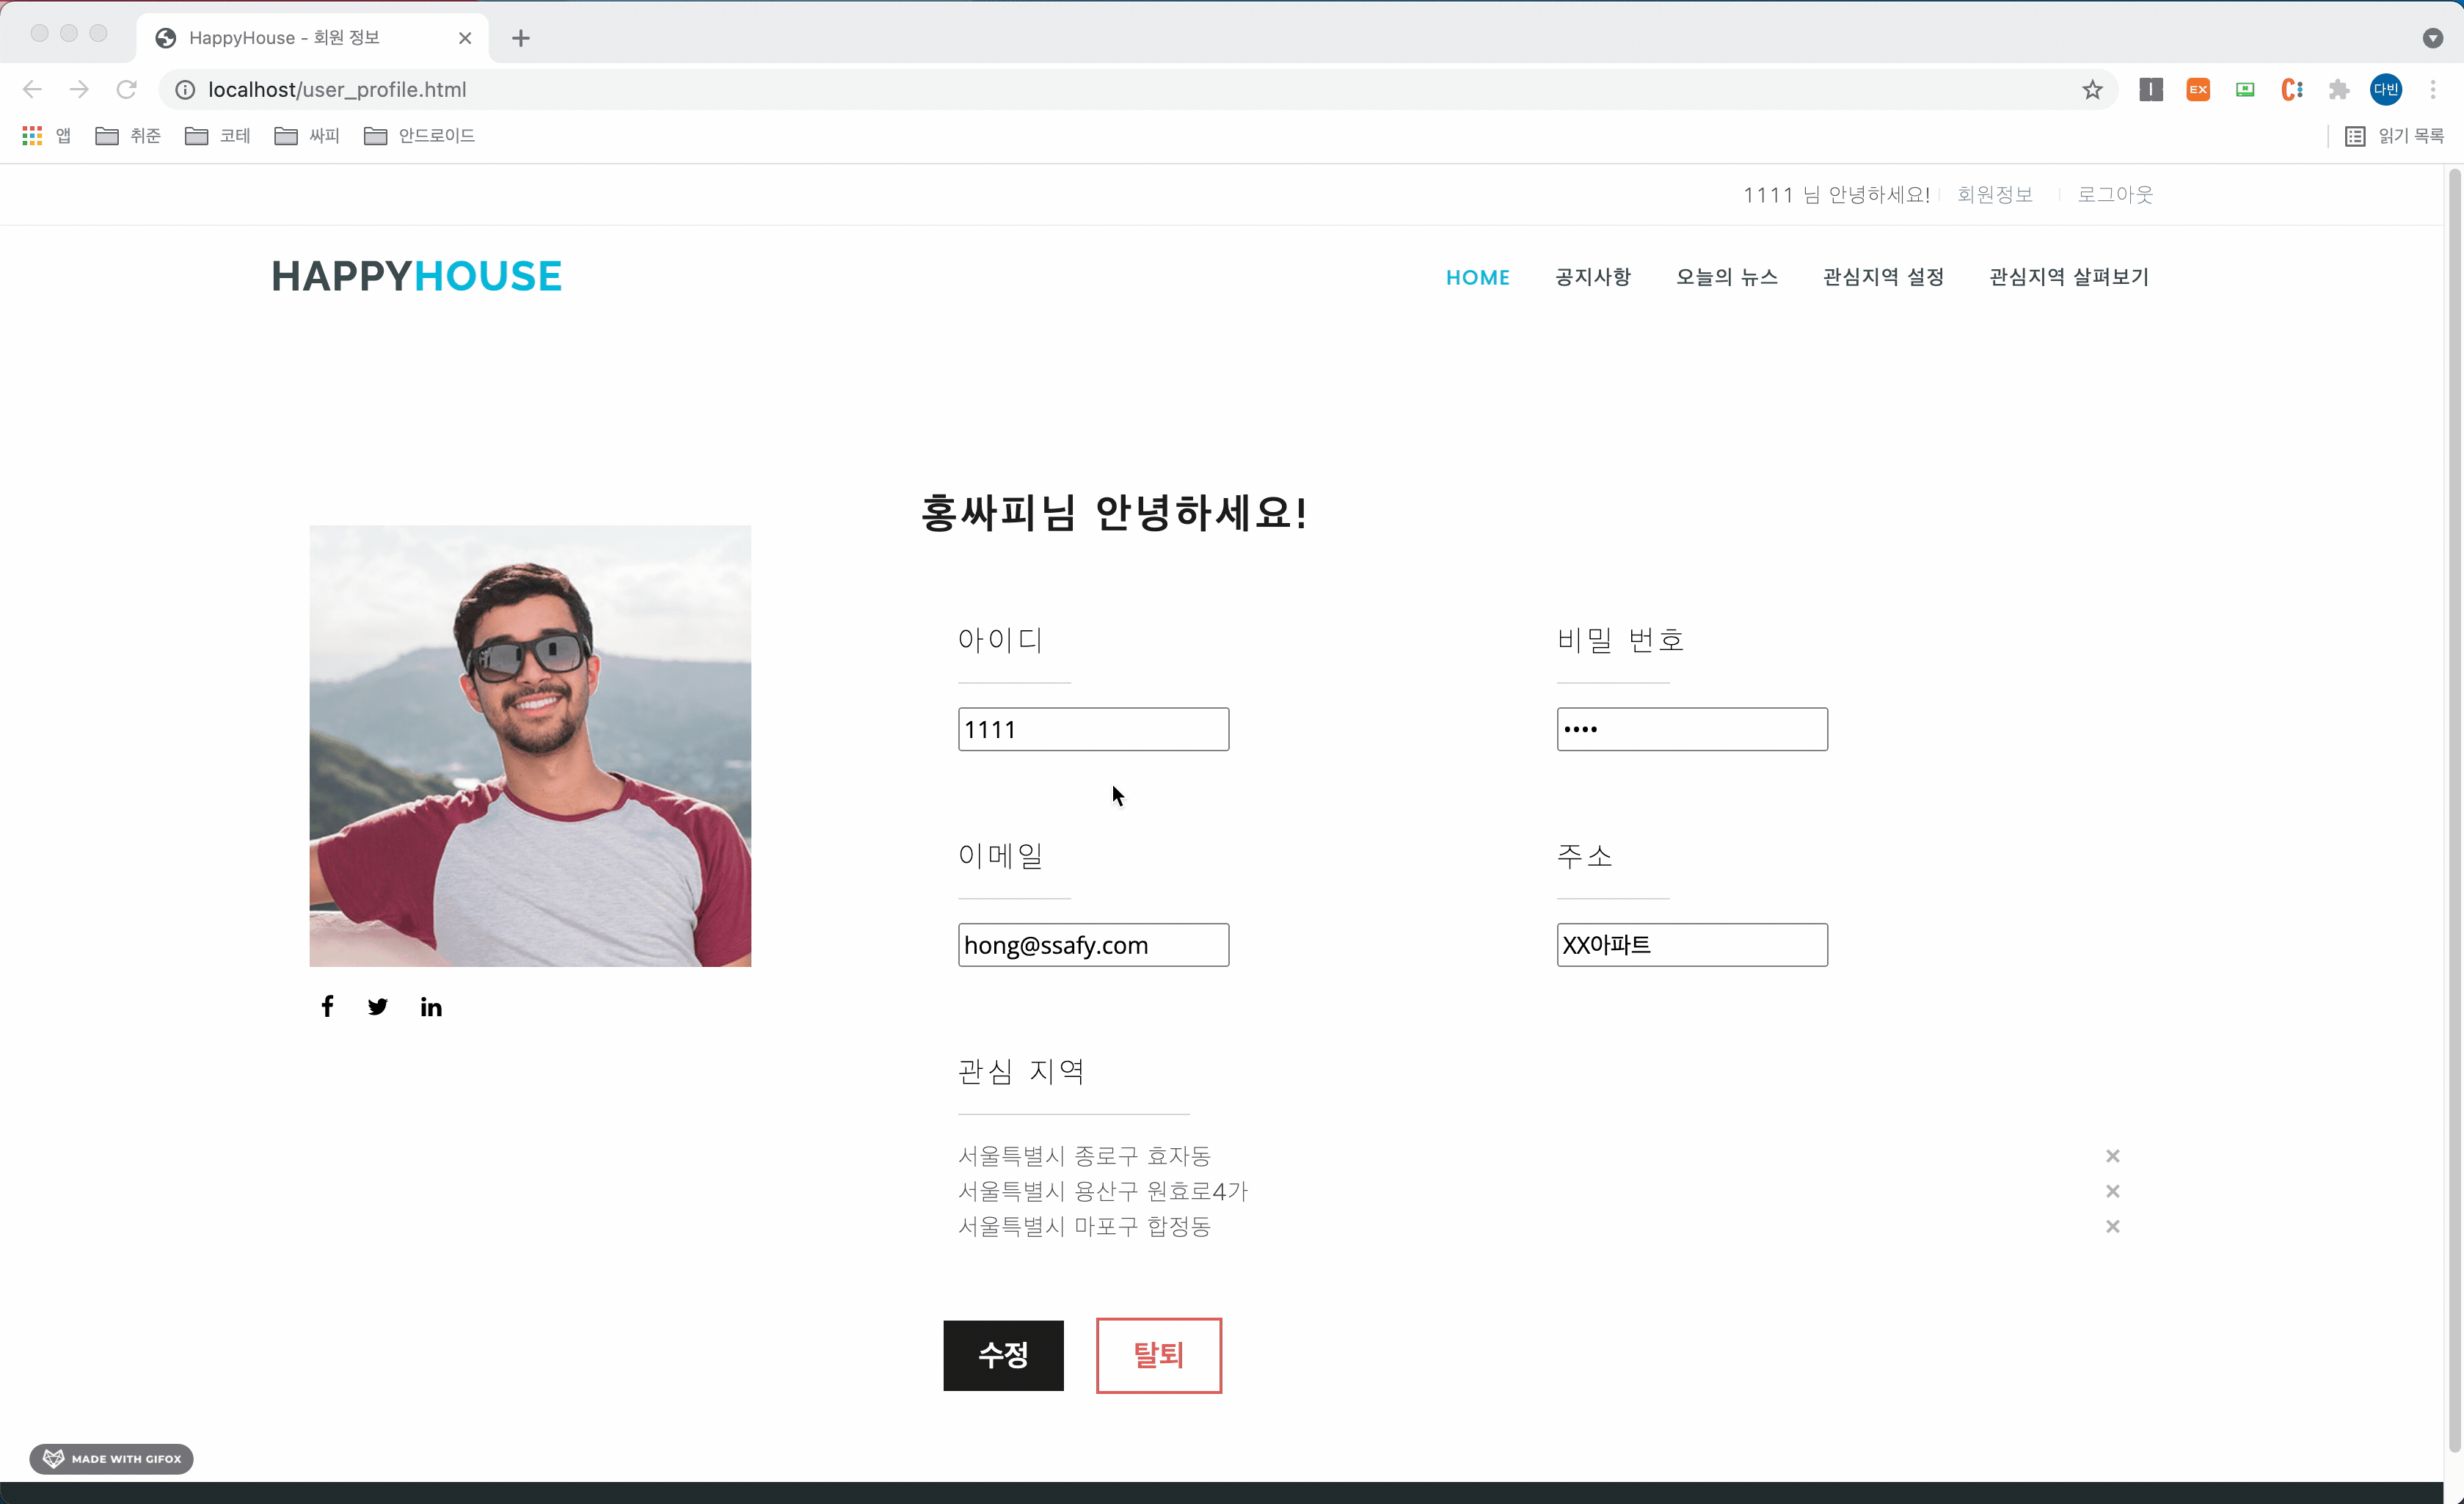 HappyHouse - 회원 정보
localhost/user_profile.html
EX
다빈
앱 취준 코테 싸피 안드로이드 읽기 목록
1111 님 안녕하세요! 회원정보 로그아웃
HAPPYHOUSE
HOME 공지사항 오늘의 뉴스 관심지역 설정 관심지역 살펴보기
홍싸피님 안녕하세요!
아이디 비밀 번호
1111 ••••
이메일 주소
hong@ssafy.com XX아파트
관심 지역
서울특별시 종로구 효자동
서울특별시 용산구 원효로4가
서울특별시 마포구 합정동
수정 탈퇴
MADE WITH GIFOX